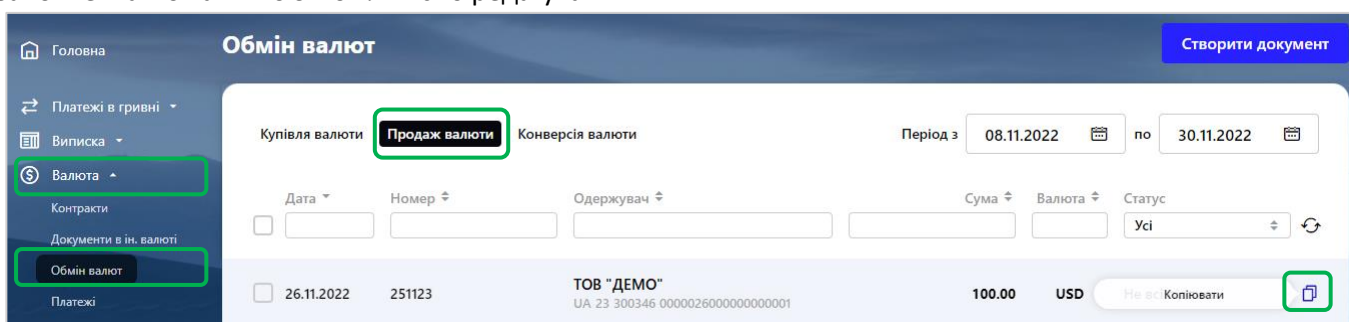 Головна
Обмін валют
Створити документ
Платежі в гривні
Виписка
Валюта
Контракти
Документи в ін. валюті
Обмін валют
Платежі
Купівля валюти Продаж валюти Конверсія валюти
Період з 08.11.2022 по 30.11.2022
Дата Номер Одержувач Сума Валюта Статус
Усі
26.11.2022 251123 ТОВ "ДЕМО" 100.00 USD Копіювати
UA 23 300346 0000026000000000001